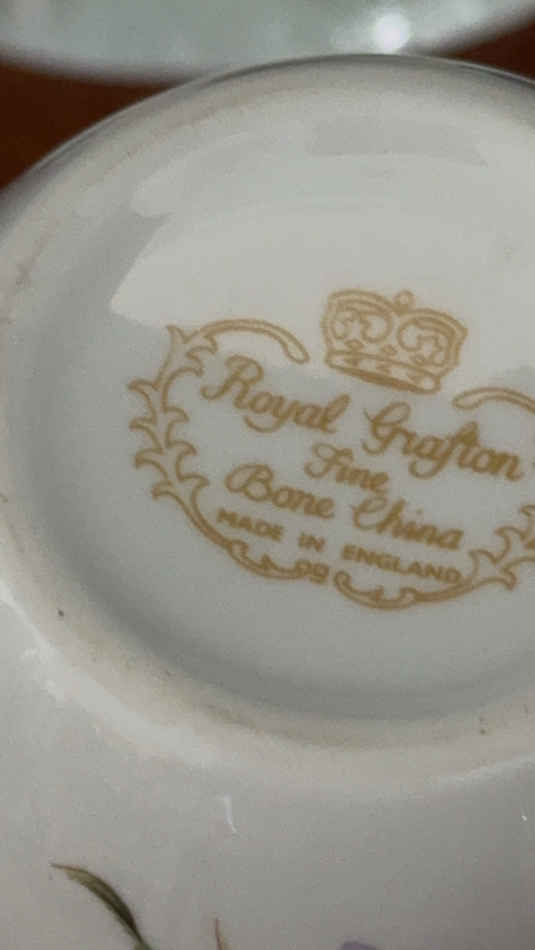 Royal Grafton
Fine
Bone China
MADE IN ENGLAND